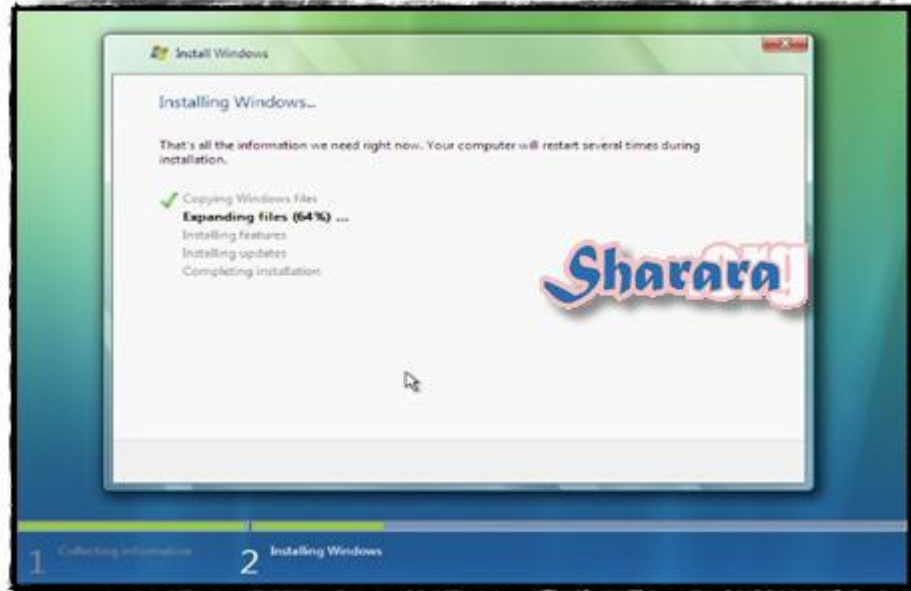 Install Windows
Installing Windows...
That's all the information we need right now. Your computer will restart several times during
installation.
Copying Windows files
Expanding files (64%) ...
Installing features
Installing updates
Completing installation
Sharara.org
1 Collecting information
2 Installing Windows